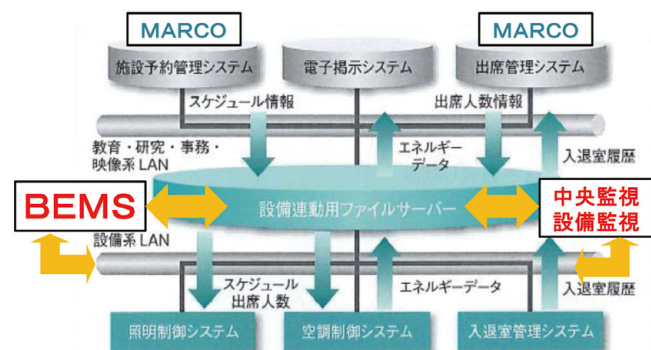 MARCO
MARCO
施設予約管理システム
電子掲示システム
出席管理システム
スケジュール情報
出席人数情報
教育・研究・事務・
映像系 LAN
エネルギー
データ
入退室履歴
BEMS
設備連動用ファイルサーバー
中央監視
設備監視
設備系 LAN
スケジュール
出席人数
エネルギーデータ
入退室履歴
照明制御システム
空調制御システム
入退室管理システム